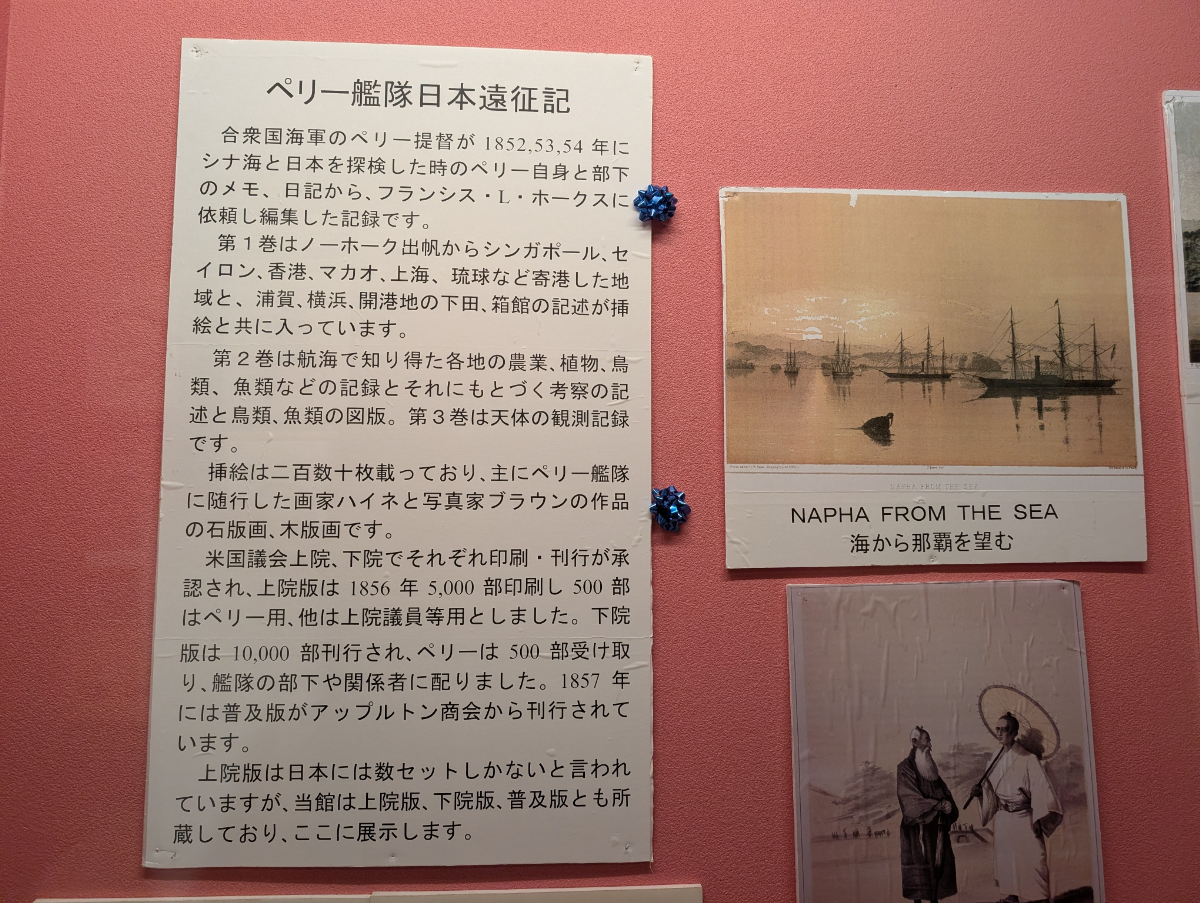 ペリー艦隊日本遠征記
合衆国海軍のペリー提督が 1852,53,54 年に
シナ海と日本を探検した時のペリー自身と部下
のメモ、日記から、フランシス・L・ホークスに
依頼し編集した記録です。
第1巻はノーホーク出帆からシンガポール、セ
イロン、香港、マカオ、上海、琉球など寄港した地
域と、浦賀、横浜、開港地の下田、箱館の記述が挿
絵と共に入っています。
第2巻は航海で知り得た各地の農業、植物、鳥
類、魚類などの記録とそれにもとづく考察の記
述と鳥類、魚類の図版。第3巻は天体の観測記録
です。
挿絵は二百数十枚載っており、主にペリー艦隊
に随行した画家ハイネと写真家ブラウンの作品
の石版画、木版画です。
米国議会上院、下院でそれぞれ印刷・刊行が承
認され、上院版は 1856 年 5,000 部印刷し 500 部
はペリー用、他は上院議員等用としました。下院
版は 10,000 部刊行され、ペリーは 500 部受け取
り、艦隊の部下や関係者に配りました。1857 年
には普及版がアップルトン商会から刊行されて
います。
上院版は日本には数セットしかないと言われ
ていますが、当館は上院版、下院版、普及版とも所
蔵しており、ここに展示します。
NAPHA FROM THE SEA
NAPHA FROM THE SEA
海から那覇を望む